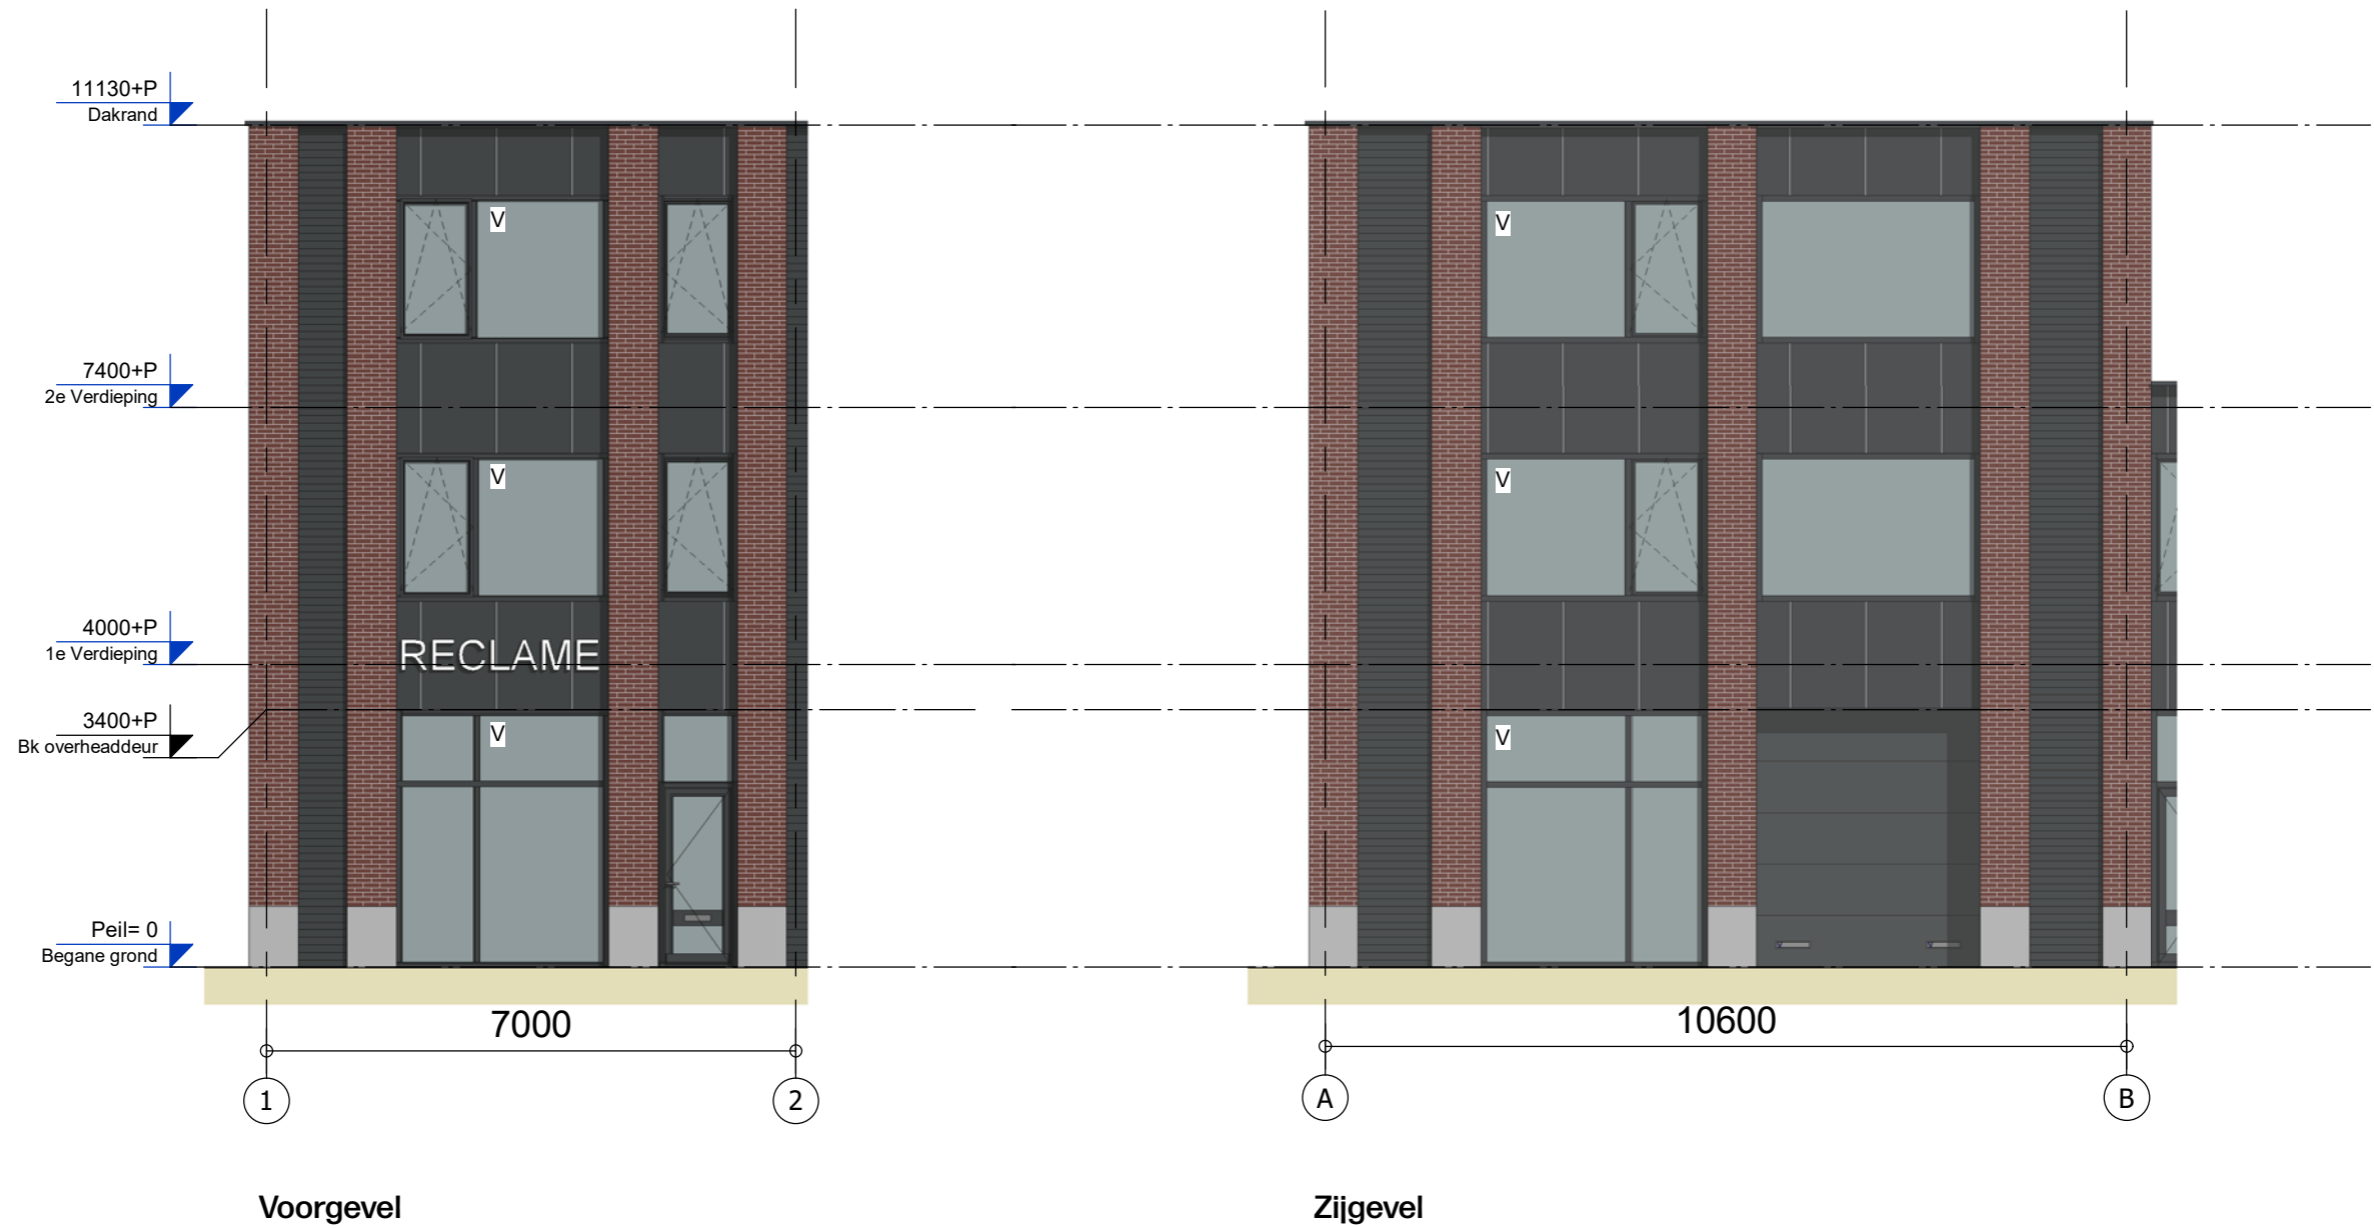 11130+P
Dakrand
V
V
7400+P
2e Verdieping
V
V
4000+P
1e Verdieping
RECLAME
3400+P
Bk overheaddeur
V
V
Peil= 0
Begane grond
7000
10600
1
2
A
B
Voorgevel
Zijgevel